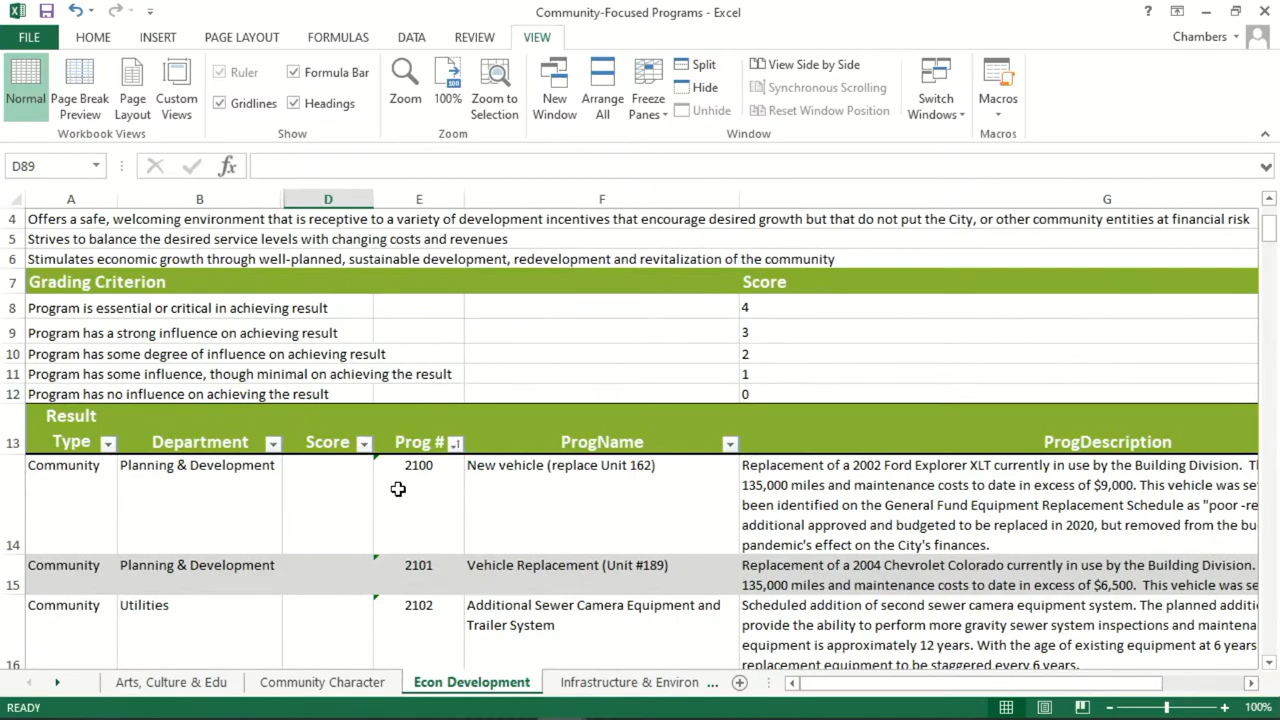 Community-Focused Programs - Excel
FILE HOME INSERT PAGE LAYOUT FORMULAS DATA REVIEW VIEW Chambers
Ruler Formula Bar
Gridlines Headings
Split
Hide
Unhide
View Side by Side
Synchronous Scrolling
Reset Window Position
Normal Page Break Page Custom Zoom 100% Zoom to New Arrange Freeze Switch Macros
Preview Layout Views Selection Window All Panes Windows
Workbook Views Show Zoom Window Macros
D89 fx
A B D E F G
4 Offers a safe, welcoming environment that is receptive to a variety of development incentives that encourage desired growth but that do not put the City, or other community entities at financial risk
5 Strives to balance the desired service levels with changing costs and revenues
6 Stimulates economic growth through well-planned, sustainable development, redevelopment and revitalization of the community
7 Grading Criterion Score
8 Program is essential or critical in achieving result 4
9 Program has a strong influence on achieving result 3
10 Program has some degree of influence on achieving result 2
11 Program has some influence, though minimal on achieving the result 1
12 Program has no influence on achieving the result 0
Result
13 Type Department Score Prog # ProgName ProgDescription
Community Planning & Development 2100 New vehicle (replace Unit 162) Replacement of a 2002 Ford Explorer XLT currently in use by the Building Division.
135,000 miles and maintenance costs to date in excess of $9,000. This vehicle was se
been identified on the General Fund Equipment Replacement Schedule as "poor -re
additional approved and budgeted to be replaced in 2020, but removed from the bu
14 pandemic's effect on the City's finances.
Community Planning & Development 2101 Vehicle Replacement (Unit #189) Replacement of a 2004 Chevrolet Colorado currently in use by the Building Division.
15 135,000 miles and maintenance costs to date in excess of $6,500. This vehicle was se
Community Utilities 2102 Additional Sewer Camera Equipment and Scheduled addition of second sewer camera equipment system. The planned additi
Trailer System provide the ability to perform more gravity sewer system inspections and maintena
equipment is approximately 12 years. With the age of existing equipment at 6 years
16 replacement equipment to be staggered every 6 years.
Arts, Culture & Edu Community Character Econ Development Infrastructure & Environ ...
READY 100%